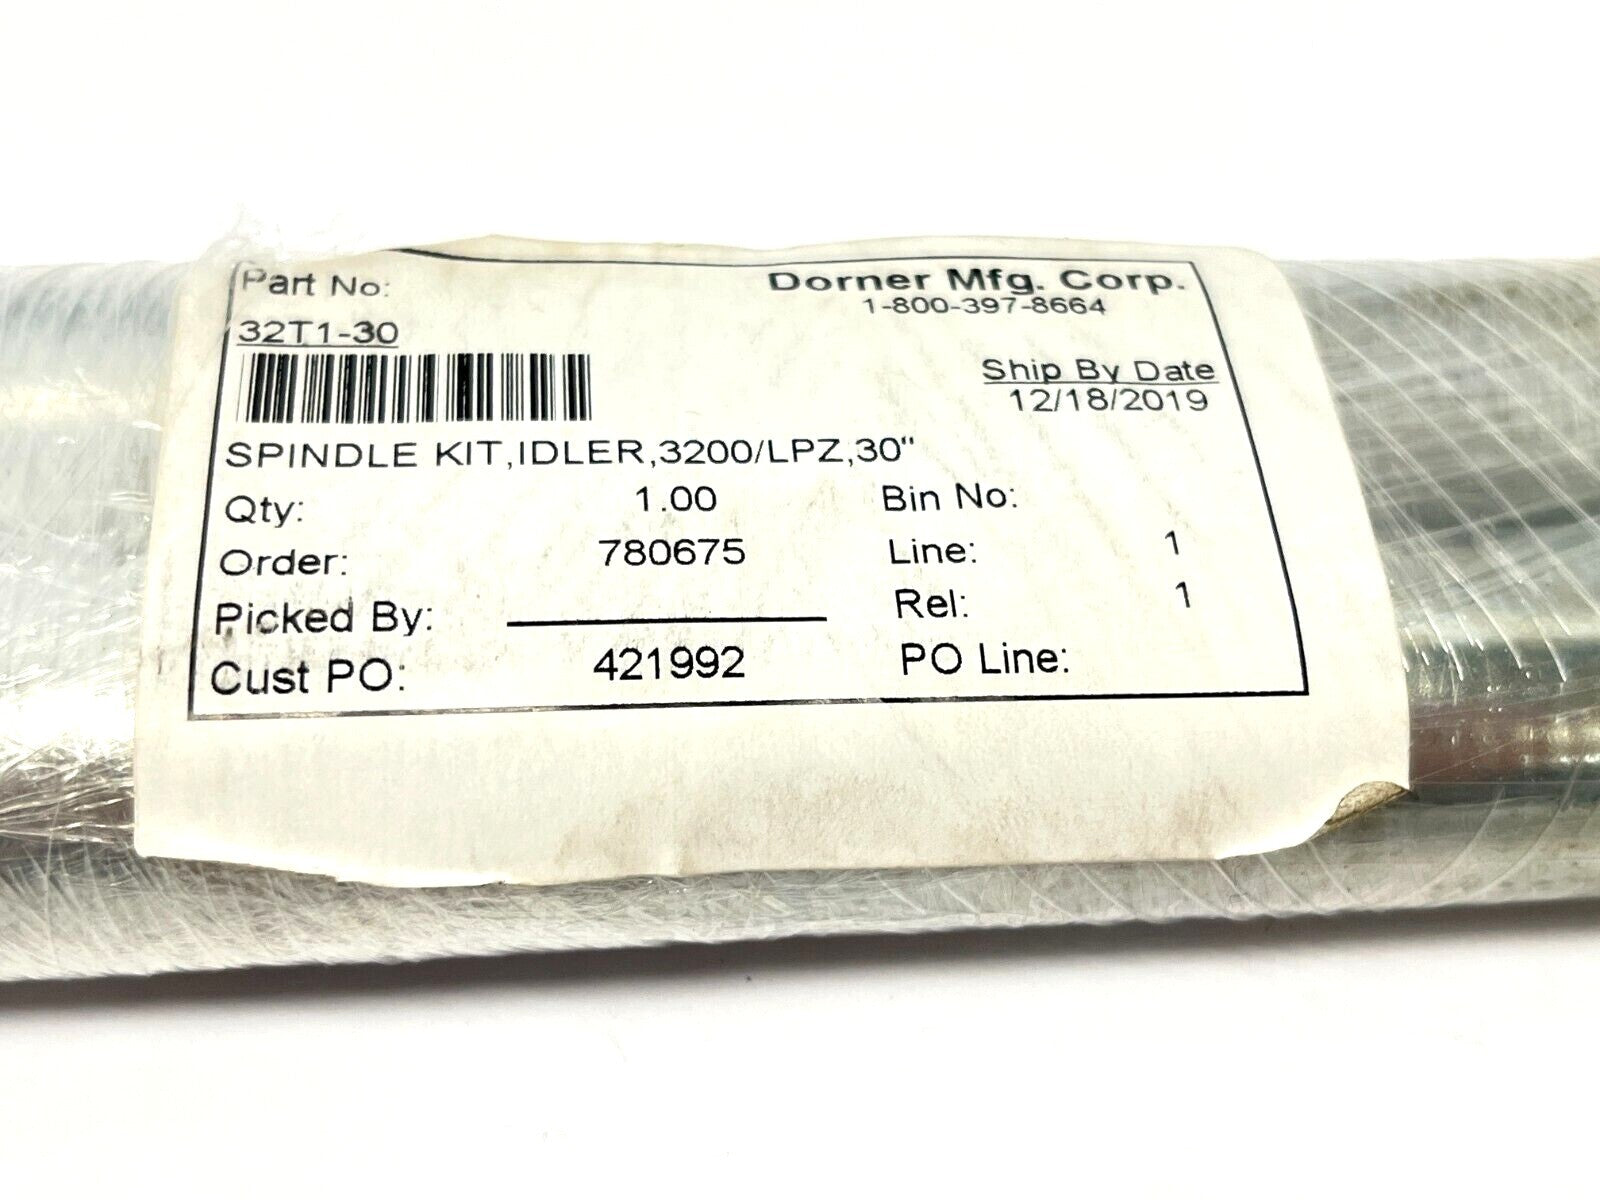 Part No: Dorner Mfg. Corp.
1-800-397-8664
32T1-30
Ship By Date
12/18/2019
SPINDLE KIT,IDLER,3200/LPZ,30"
Qty: 1.00 Bin No:
Order: 780675 Line: 1
Picked By: Rel: 1
Cust PO: 421992 PO Line: